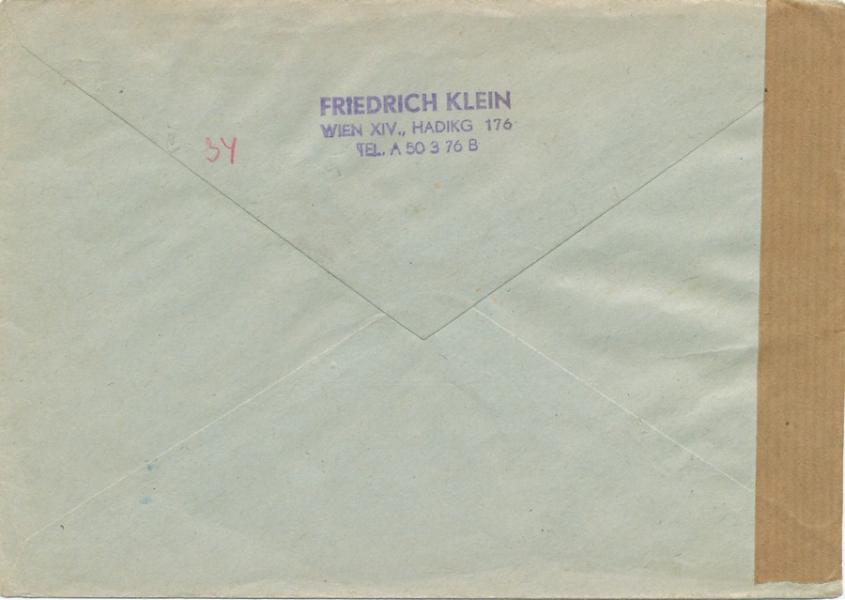 FRIEDRICH KLEIN
WIEN XIV., HADIKG 176
TEL. A 50 3 76 B
34